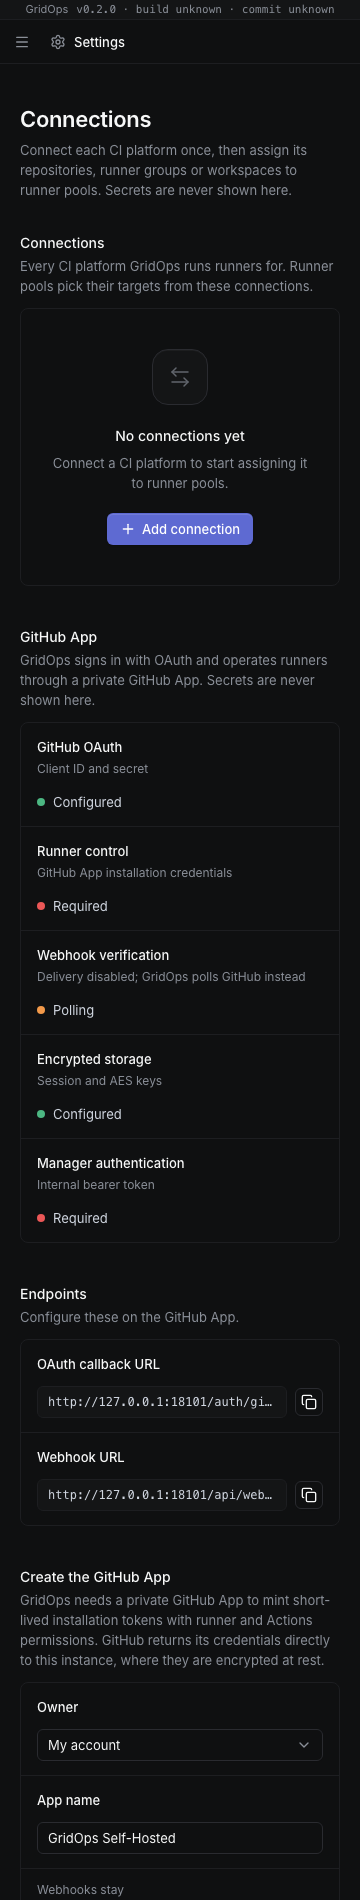 GridOps v0.2.0 · build unknown · commit unknown
Settings
Connections
Connect each CI platform once, then assign its
repositories, runner groups or workspaces to
runner pools. Secrets are never shown here.
Connections
Every CI platform GridOps runs runners for. Runner
pools pick their targets from these connections.
No connections yet
Connect a CI platform to start assigning it
to runner pools.
Add connection
GitHub App
GridOps signs in with OAuth and operates runners
through a private GitHub App. Secrets are never
shown here.
GitHub OAuth
Client ID and secret
Configured
Runner control
GitHub App installation credentials
Required
Webhook verification
Delivery disabled; GridOps polls GitHub instead
Polling
Encrypted storage
Session and AES keys
Configured
Manager authentication
Internal bearer token
Required
Endpoints
Configure these on the GitHub App.
OAuth callback URL
http://127.0.0.1:18101/auth/gi…
Webhook URL
http://127.0.0.1:18101/api/web…
Create the GitHub App
GridOps needs a private GitHub App to mint short-
lived installation tokens with runner and Actions
permissions. GitHub returns its credentials directly
to this instance, where they are encrypted at rest.
Owner
My account
App name
GridOps Self-Hosted
Webhooks stay